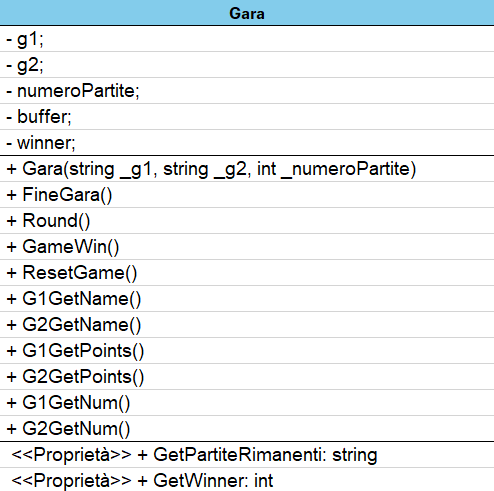 Gara
- g1;
- g2;
- numeroPartite;
- buffer;
- winner;
+ Gara(string _g1, string _g2, int _numeroPartite)
+ FineGara()
+ Round()
+ GameWin()
+ ResetGame()
+ G1GetName()
+ G2GetName()
+ G1GetPoints()
+ G2GetPoints()
+ G1GetNum()
+ G2GetNum()
<<Proprietà>> + GetPartiteRimanenti: string
<<Proprietà>> + GetWinner: int